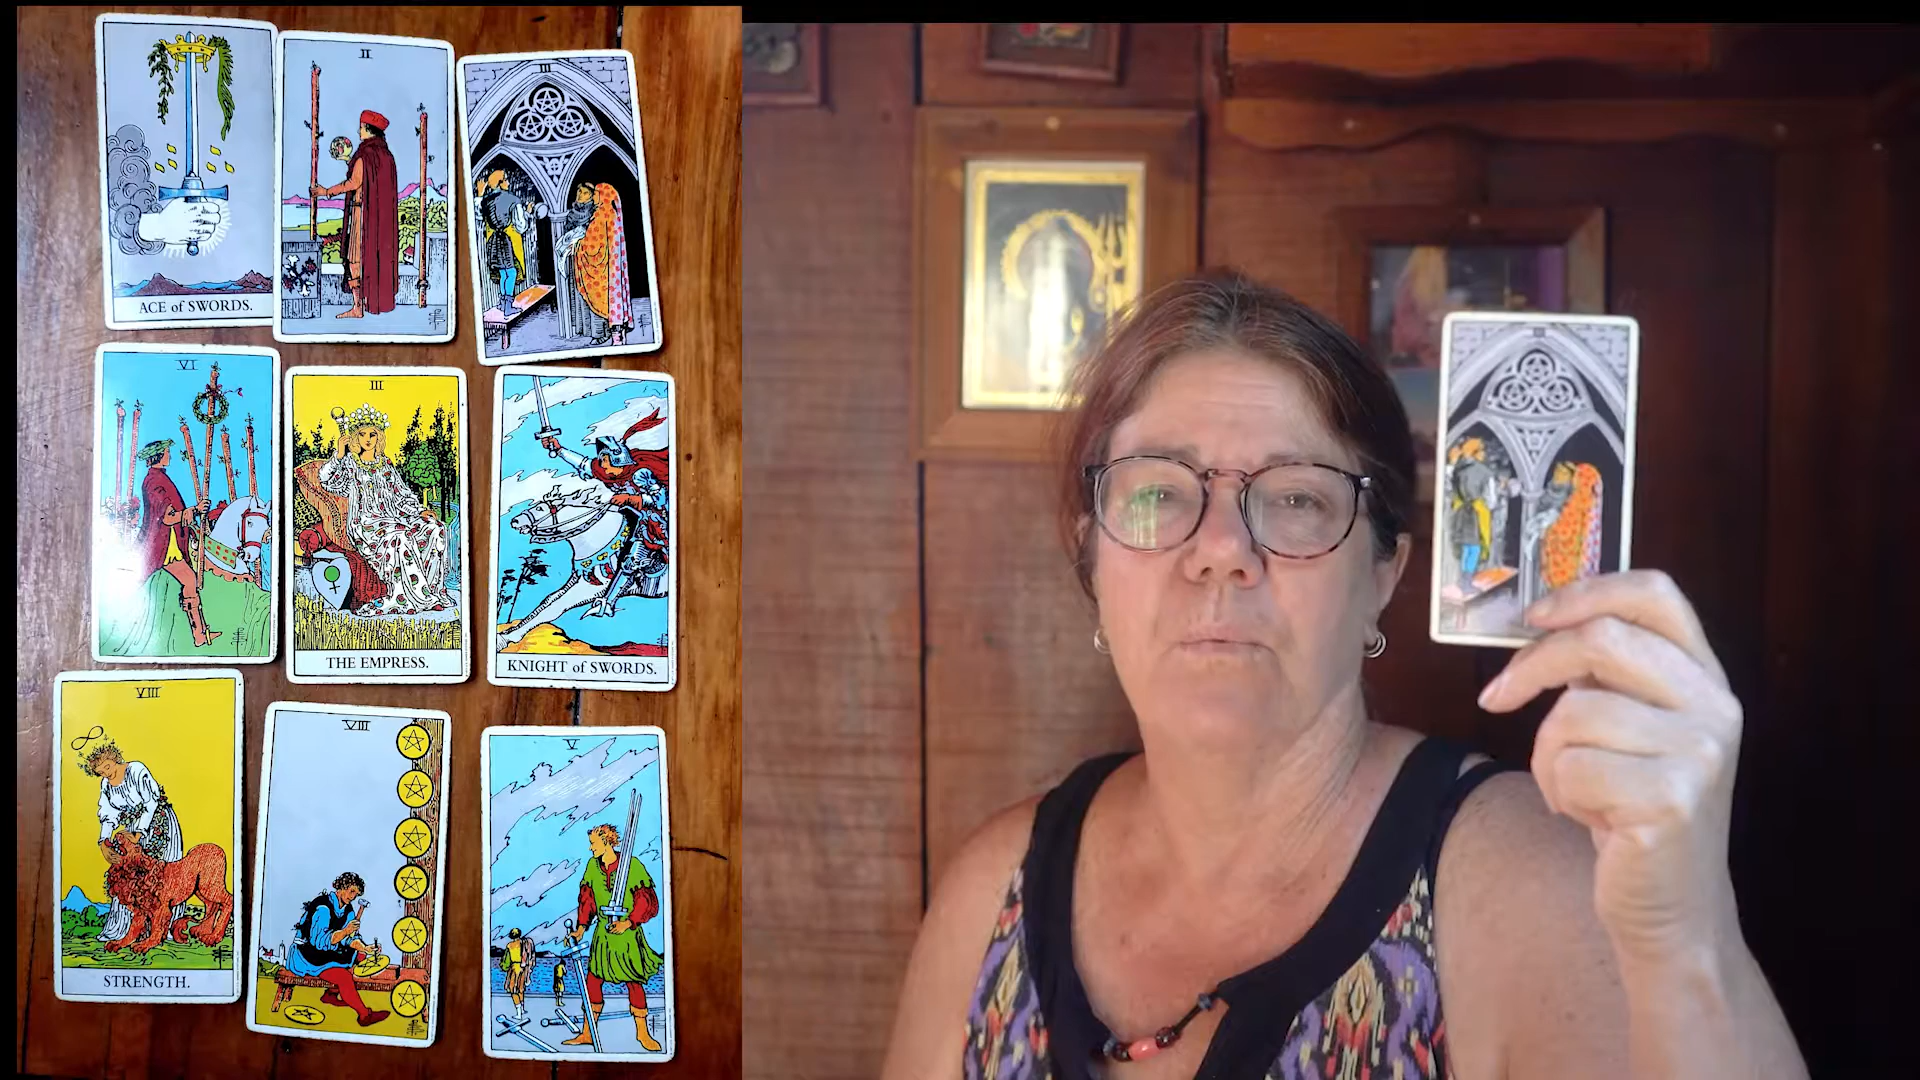 II
III
ACE of SWORDS.
VI
III
THE EMPRESS.
KNIGHT of SWORDS.
VIII
VIII
V
STRENGTH.